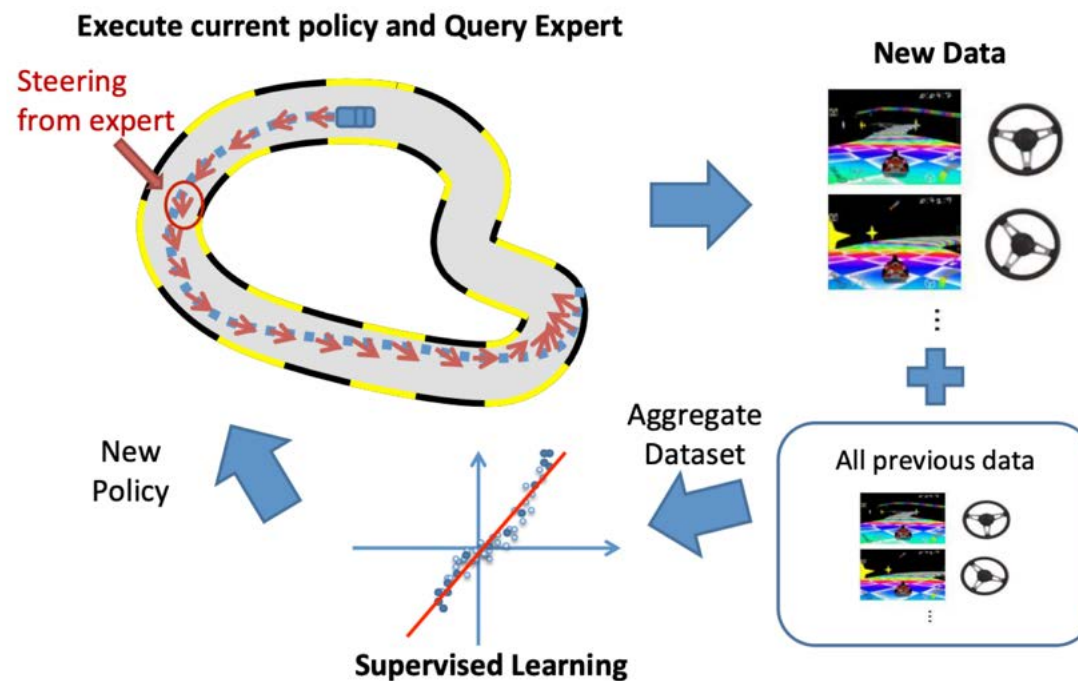 Execute current policy and Query Expert
Steering
from expert
New Data
...
Aggregate
Dataset
All previous data
...
New
Policy
Supervised Learning